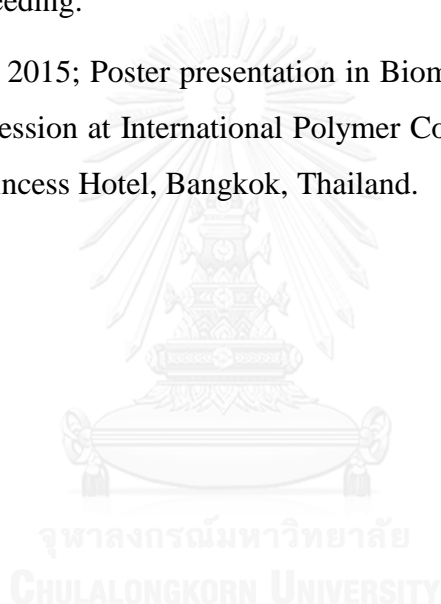 eeding.
2015; Poster presentation in Biom
ession at International Polymer Co
incess Hotel, Bangkok, Thailand.
จุฬาลงกรณ์มหาวิทยาลัย
CHULALONGKORN UNIVERSITY